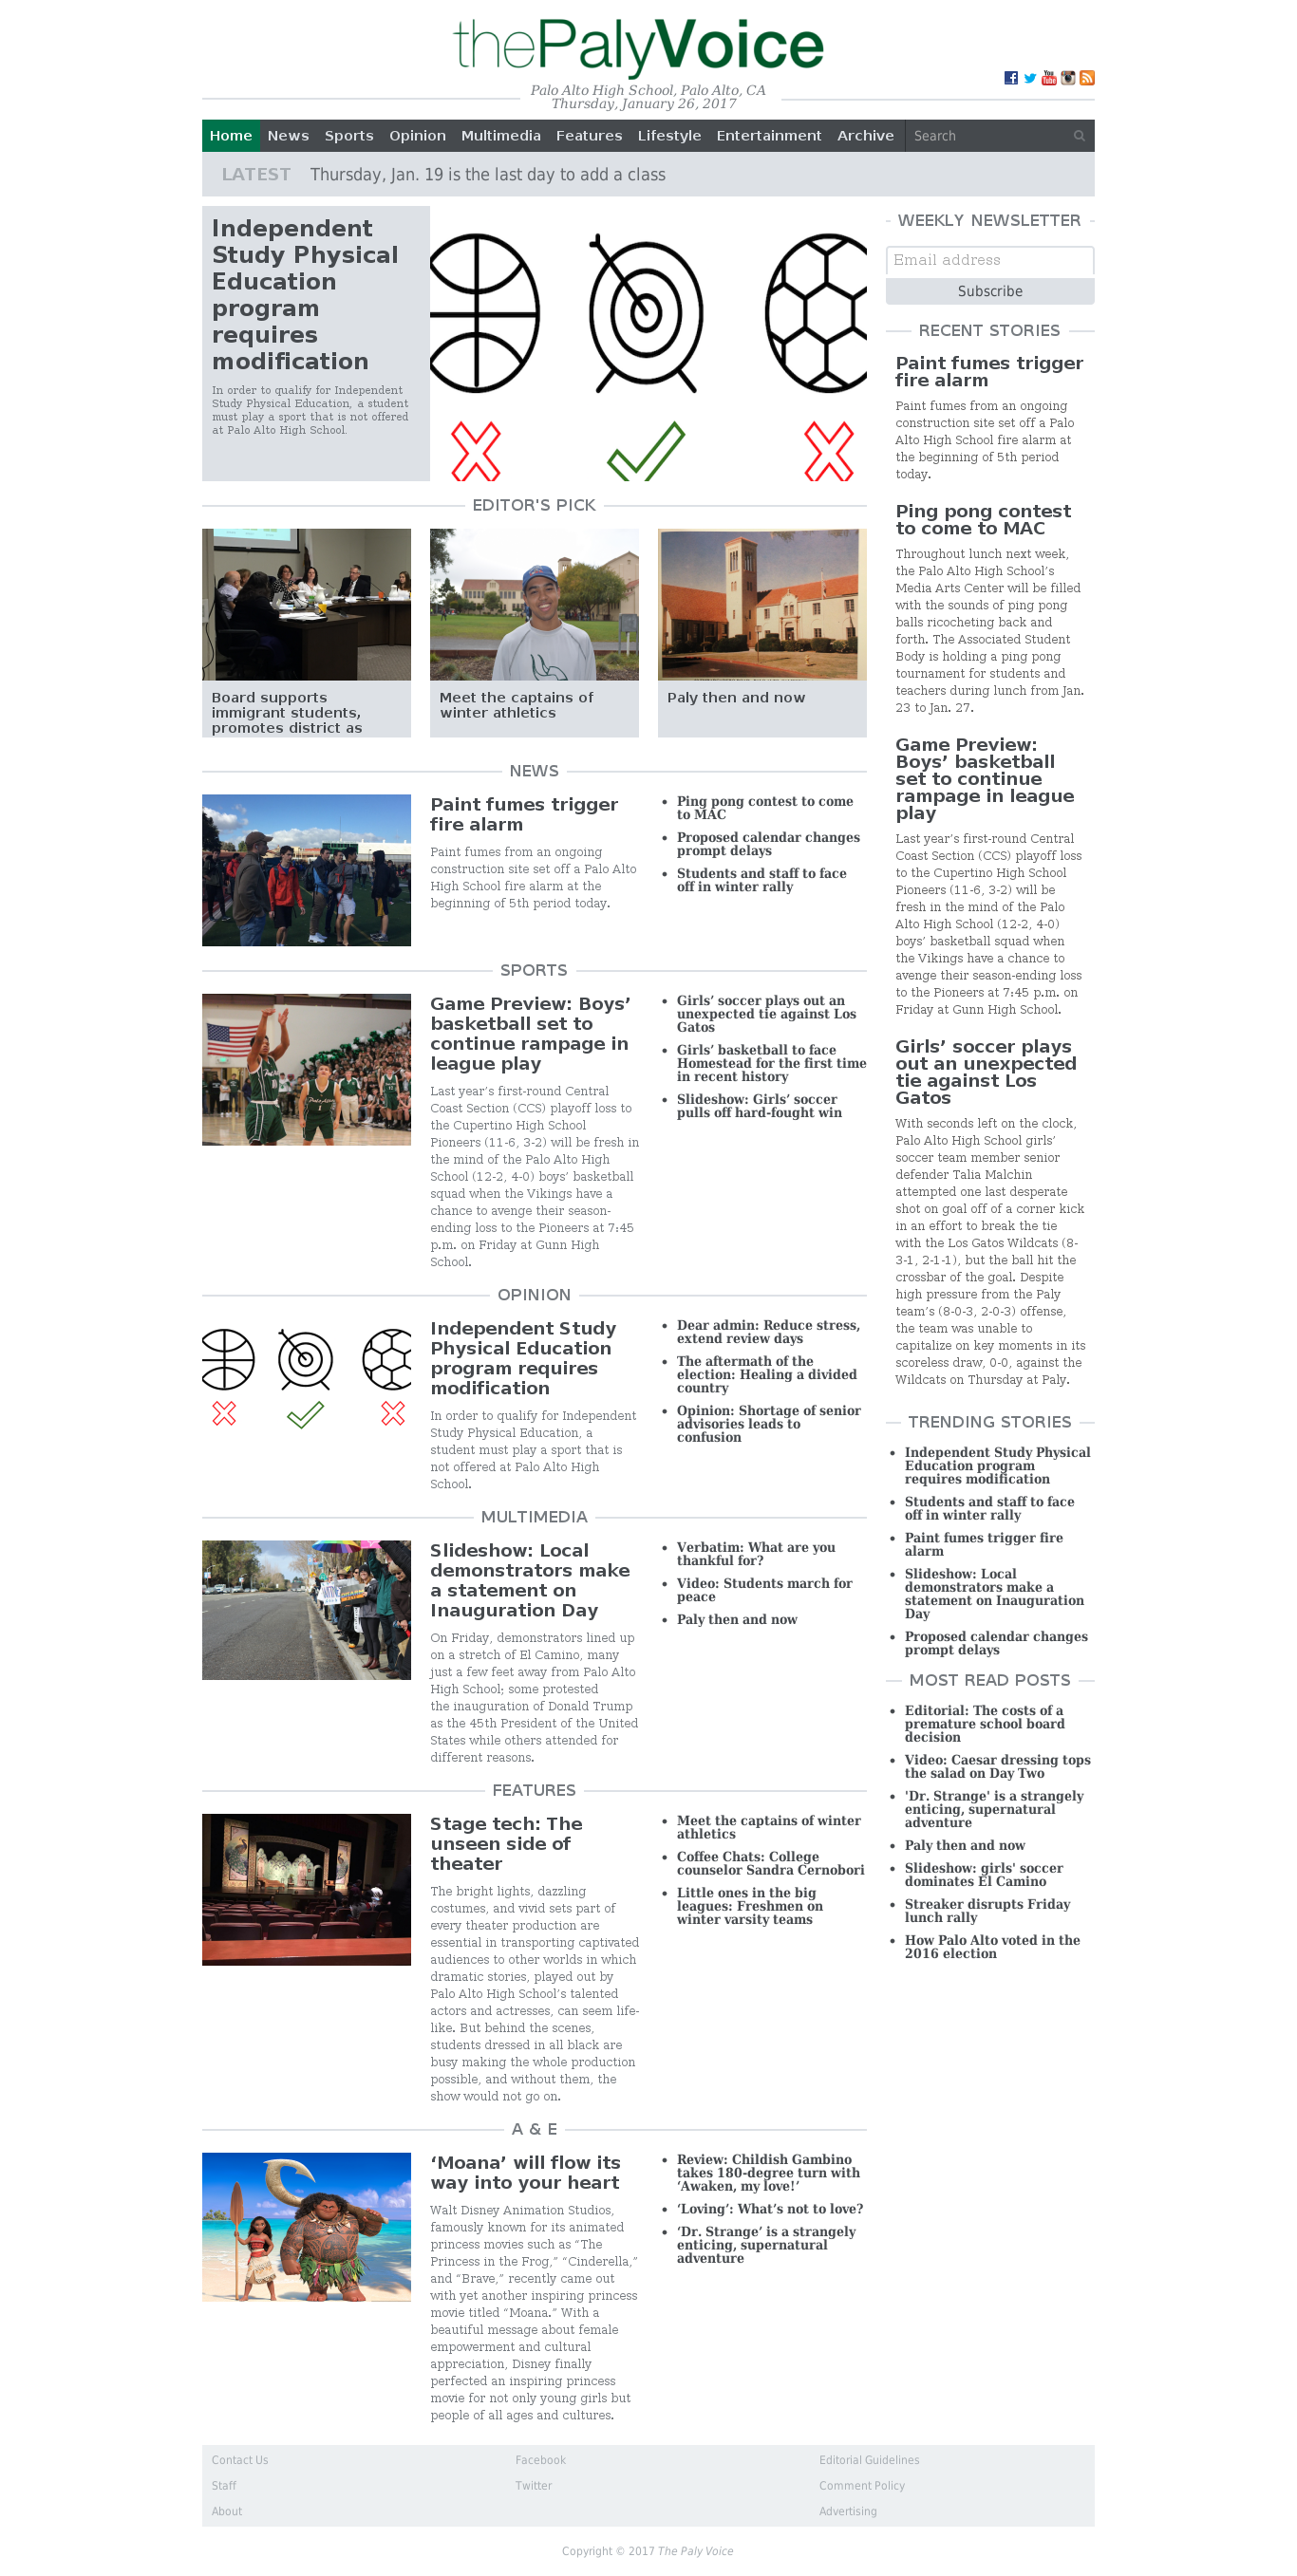 thePalyVoice
Palo Alto High School, Palo Alto, CA
Thursday, January 26, 2017
Home News Sports Opinion Multimedia Features Lifestyle Entertainment Archive Search
LATEST Thursday, Jan. 19 is the last day to add a class
Independent
Study Physical
Education
program
requires
modification
In order to qualify for Independent
Study Physical Education, a student
must play a sport that is not offered
at Palo Alto High School.
EDITOR'S PICK
Board supports
immigrant students,
promotes district as
Meet the captains of
winter athletics
Paly then and now
NEWS
Paint fumes trigger
fire alarm
Paint fumes from an ongoing
construction site set off a Palo Alto
High School fire alarm at the
beginning of 5th period today.
Ping pong contest to come
to MAC
Proposed calendar changes
prompt delays
Students and staff to face
off in winter rally
SPORTS
Game Preview: Boys’
basketball set to
continue rampage in
league play
Last year’s first-round Central
Coast Section (CCS) playoff loss to
the Cupertino High School
Pioneers (11-6, 3-2) will be fresh in
the mind of the Palo Alto High
School (12-2, 4-0) boys’ basketball
squad when the Vikings have a
chance to avenge their season-
ending loss to the Pioneers at 7:45
p.m. on Friday at Gunn High
School.
Girls’ soccer plays out an
unexpected tie against Los
Gatos
Girls’ basketball to face
Homestead for the first time
in recent history
Slideshow: Girls’ soccer
pulls off hard-fought win
OPINION
Independent Study
Physical Education
program requires
modification
In order to qualify for Independent
Study Physical Education, a
student must play a sport that is
not offered at Palo Alto High
School.
Dear admin: Reduce stress,
extend review days
The aftermath of the
election: Healing a divided
country
Opinion: Shortage of senior
advisories leads to
confusion
MULTIMEDIA
Slideshow: Local
demonstrators make
a statement on
Inauguration Day
On Friday, demonstrators lined up
on a stretch of El Camino, many
just a few feet away from Palo Alto
High School; some protested
the inauguration of Donald Trump
as the 45th President of the United
States while others attended for
different reasons.
Verbatim: What are you
thankful for?
Video: Students march for
peace
Paly then and now
FEATURES
Stage tech: The
unseen side of
theater
The bright lights, dazzling
costumes, and vivid sets part of
every theater production are
essential in transporting captivated
audiences to other worlds in which
dramatic stories, played out by
Palo Alto High School’s talented
actors and actresses, can seem life-
like. But behind the scenes,
students dressed in all black are
busy making the whole production
possible, and without them, the
show would not go on.
Meet the captains of winter
athletics
Coffee Chats: College
counselor Sandra Cernobori
Little ones in the big
leagues: Freshmen on
winter varsity teams
A & E
‘Moana’ will flow its
way into your heart
Walt Disney Animation Studios,
famously known for its animated
princess movies such as “The
Princess in the Frog,” “Cinderella,”
and “Brave,” recently came out
with yet another inspiring princess
movie titled “Moana.” With a
beautiful message about female
empowerment and cultural
appreciation, Disney finally
perfected an inspiring princess
movie for not only young girls but
people of all ages and cultures.
Review: Childish Gambino
takes 180-degree turn with
‘Awaken, my love!’
‘Loving’: What’s not to love?
‘Dr. Strange’ is a strangely
enticing, supernatural
adventure
WEEKLY NEWSLETTER
Email address
Subscribe
RECENT STORIES
Paint fumes trigger
fire alarm
Paint fumes from an ongoing
construction site set off a Palo
Alto High School fire alarm at
the beginning of 5th period
today.
Ping pong contest
to come to MAC
Throughout lunch next week,
the Palo Alto High School’s
Media Arts Center will be filled
with the sounds of ping pong
balls ricocheting back and
forth. The Associated Student
Body is holding a ping pong
tournament for students and
teachers during lunch from Jan.
23 to Jan. 27.
Game Preview:
Boys’ basketball
set to continue
rampage in league
play
Last year’s first-round Central
Coast Section (CCS) playoff loss
to the Cupertino High School
Pioneers (11-6, 3-2) will be
fresh in the mind of the Palo
Alto High School (12-2, 4-0)
boys’ basketball squad when
the Vikings have a chance to
avenge their season-ending loss
to the Pioneers at 7:45 p.m. on
Friday at Gunn High School.
Girls’ soccer plays
out an unexpected
tie against Los
Gatos
With seconds left on the clock,
Palo Alto High School girls’
soccer team member senior
defender Talia Malchin
attempted one last desperate
shot on goal off of a corner kick
in an effort to break the tie
with the Los Gatos Wildcats (8-
3-1, 2-1-1), but the ball hit the
crossbar of the goal. Despite
high pressure from the Paly
team’s (8-0-3, 2-0-3) offense,
the team was unable to
capitalize on key moments in its
scoreless draw, 0-0, against the
Wildcats on Thursday at Paly.
TRENDING STORIES
Independent Study Physical
Education program
requires modification
Students and staff to face
off in winter rally
Paint fumes trigger fire
alarm
Slideshow: Local
demonstrators make a
statement on Inauguration
Day
Proposed calendar changes
prompt delays
MOST READ POSTS
Editorial: The costs of a
premature school board
decision
Video: Caesar dressing tops
the salad on Day Two
'Dr. Strange' is a strangely
enticing, supernatural
adventure
Paly then and now
Slideshow: girls' soccer
dominates El Camino
Streaker disrupts Friday
lunch rally
How Palo Alto voted in the
2016 election
Contact Us Facebook Editorial Guidelines
Staff Twitter Comment Policy
About Advertising
Copyright © 2017 The Paly Voice